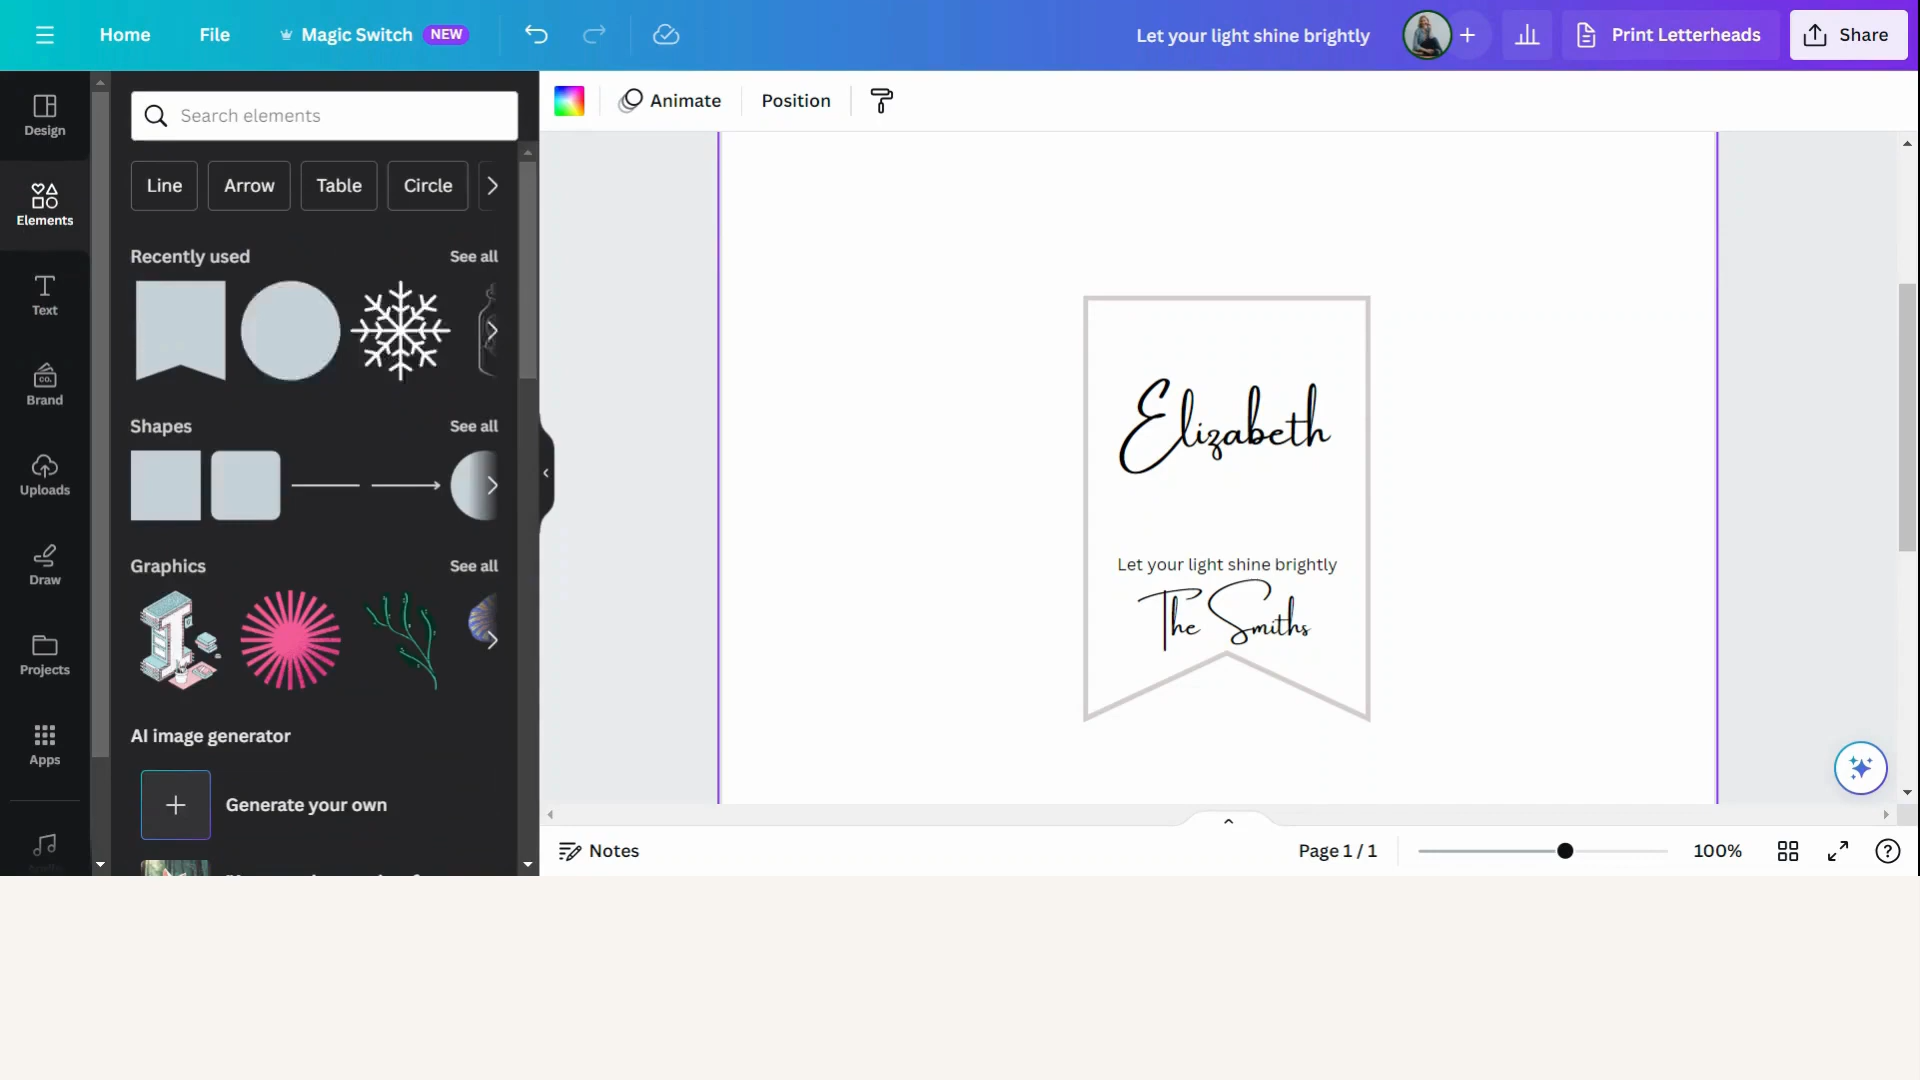 Home
File
Magic Switch NEW
Let your light shine brightly
Print Letterheads
Share
Design
Elements
Text
Brand
CO.
Uploads
Draw
Projects
Apps
Search elements
Line
Arrow
Table
Circle
Recently used
See all
Shapes
See all
Graphics
See all
AI image generator
Generate your own
Animate
Position
Elizabeth
Let your light shine brightly
The Smiths
Notes
Page 1 / 1
100%